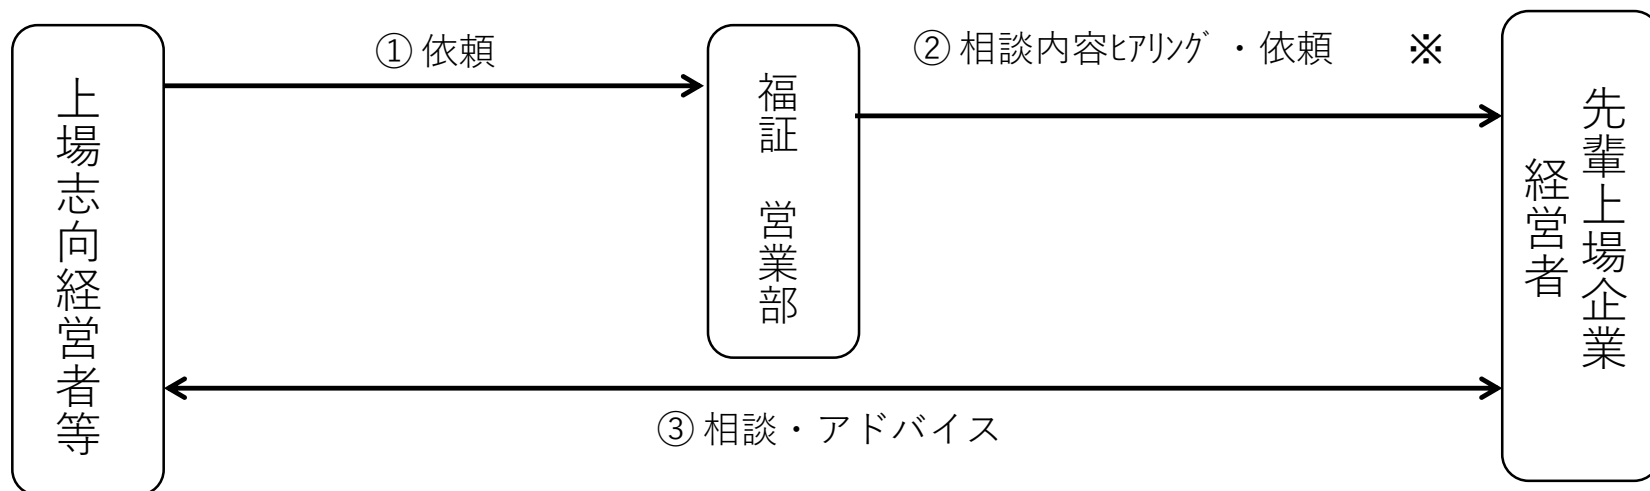 上場志向経営者等
① 依頼
福証 営業部
② 相談内容ﾋｱﾘﾝｸﾞ・依頼 ※
先輩上場企業
経営者
③ 相談・アドバイス